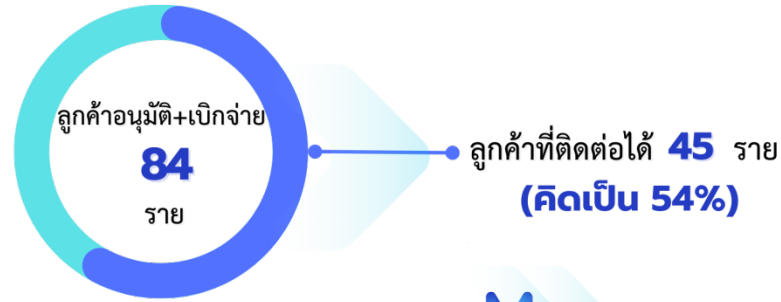 ลูกค้าอนุมัติ+เบิกจ่าย
84
ราย
ลูกค้าที่ติดต่อได้ 45 ราย
(คิดเป็น 54%)